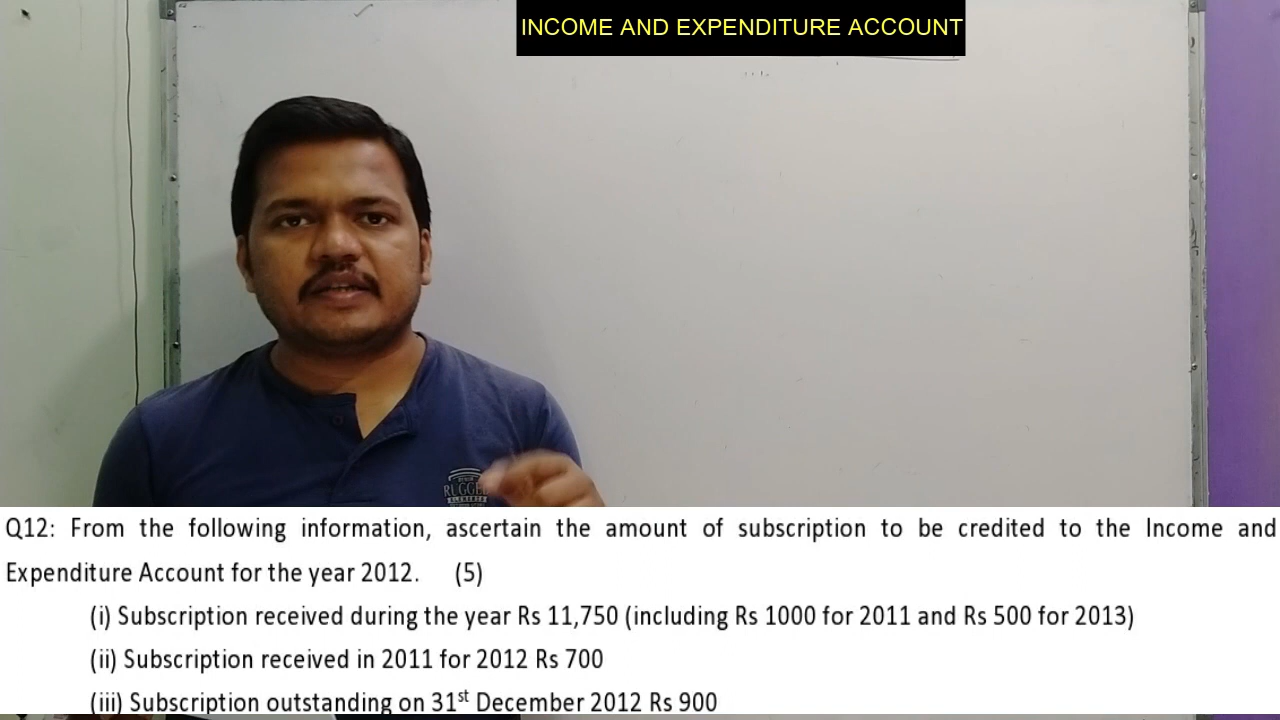 INCOME AND EXPENDITURE ACCOUNT
RUGGED
Q12: From the following information, ascertain the amount of subscription to be credited to the Income and
Expenditure Account for the year 2012. (5)
(i) Subscription received during the year Rs 11,750 (including Rs 1000 for 2011 and Rs 500 for 2013)
(ii) Subscription received in 2011 for 2012 Rs 700
(iii) Subscription outstanding on 31st December 2012 Rs 900